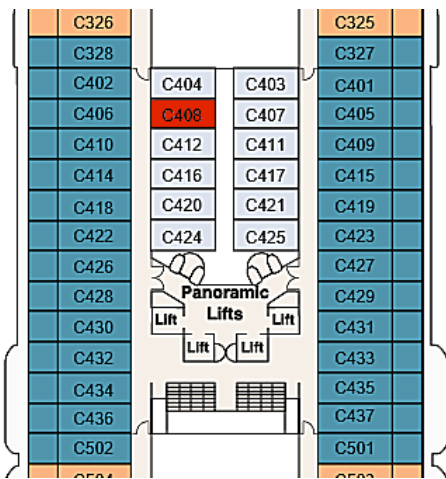 C326 C325
C328 C327
C402 C404 C403 C401
C406 C408 C407 C405
C410 C412 C411 C409
C414 C416 C417 C415
C418 C420 C421 C419
C422 C424 C425 C423
C426 C427
C428 Panoramic C429
Lifts
C430 Lift Lift C431
C432 Lift Lift C433
C434 C435
C436 C437
C502 C501
C504 C503